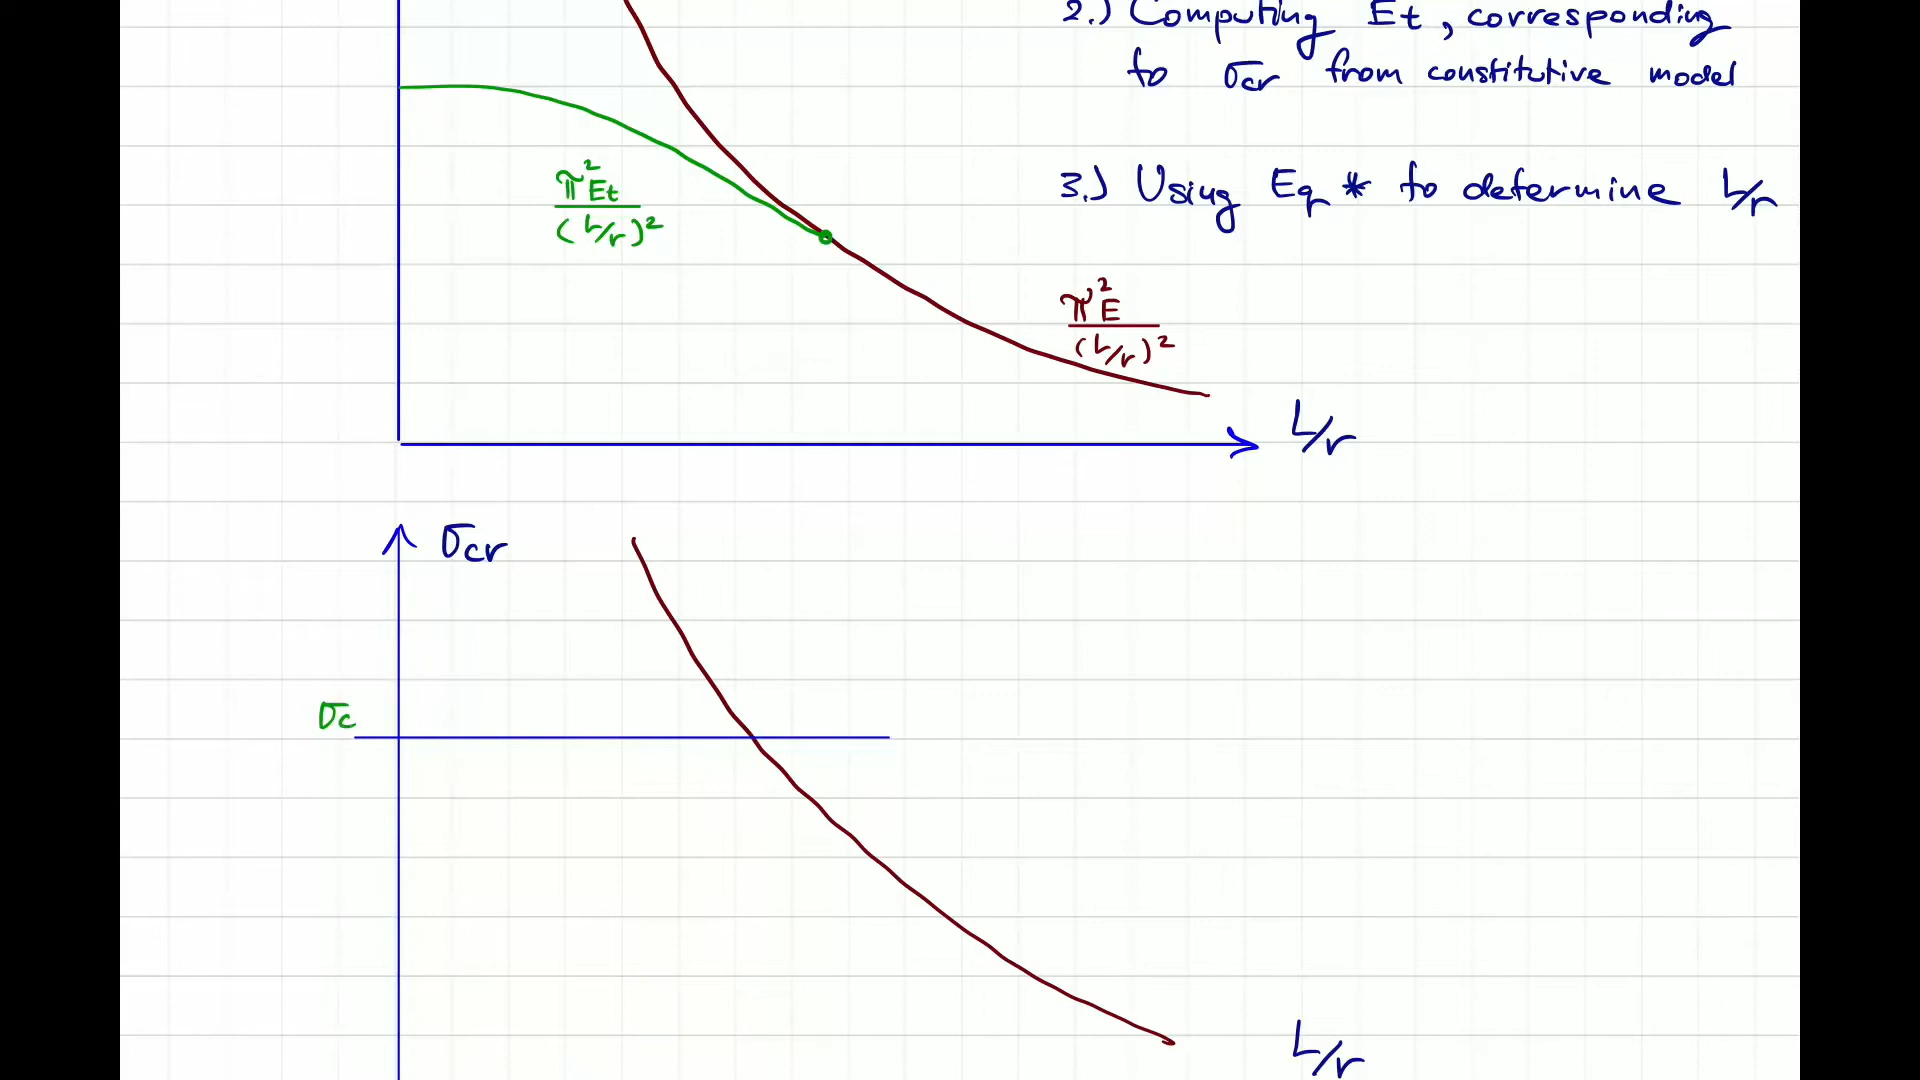 2.) Computing Et, corresponding
to σcr from constitutive model
3.) Using Eq * to determine L/r
π²Et
(L/r)²
π²E
(L/r)²
L/r
σcr
σc
L/r